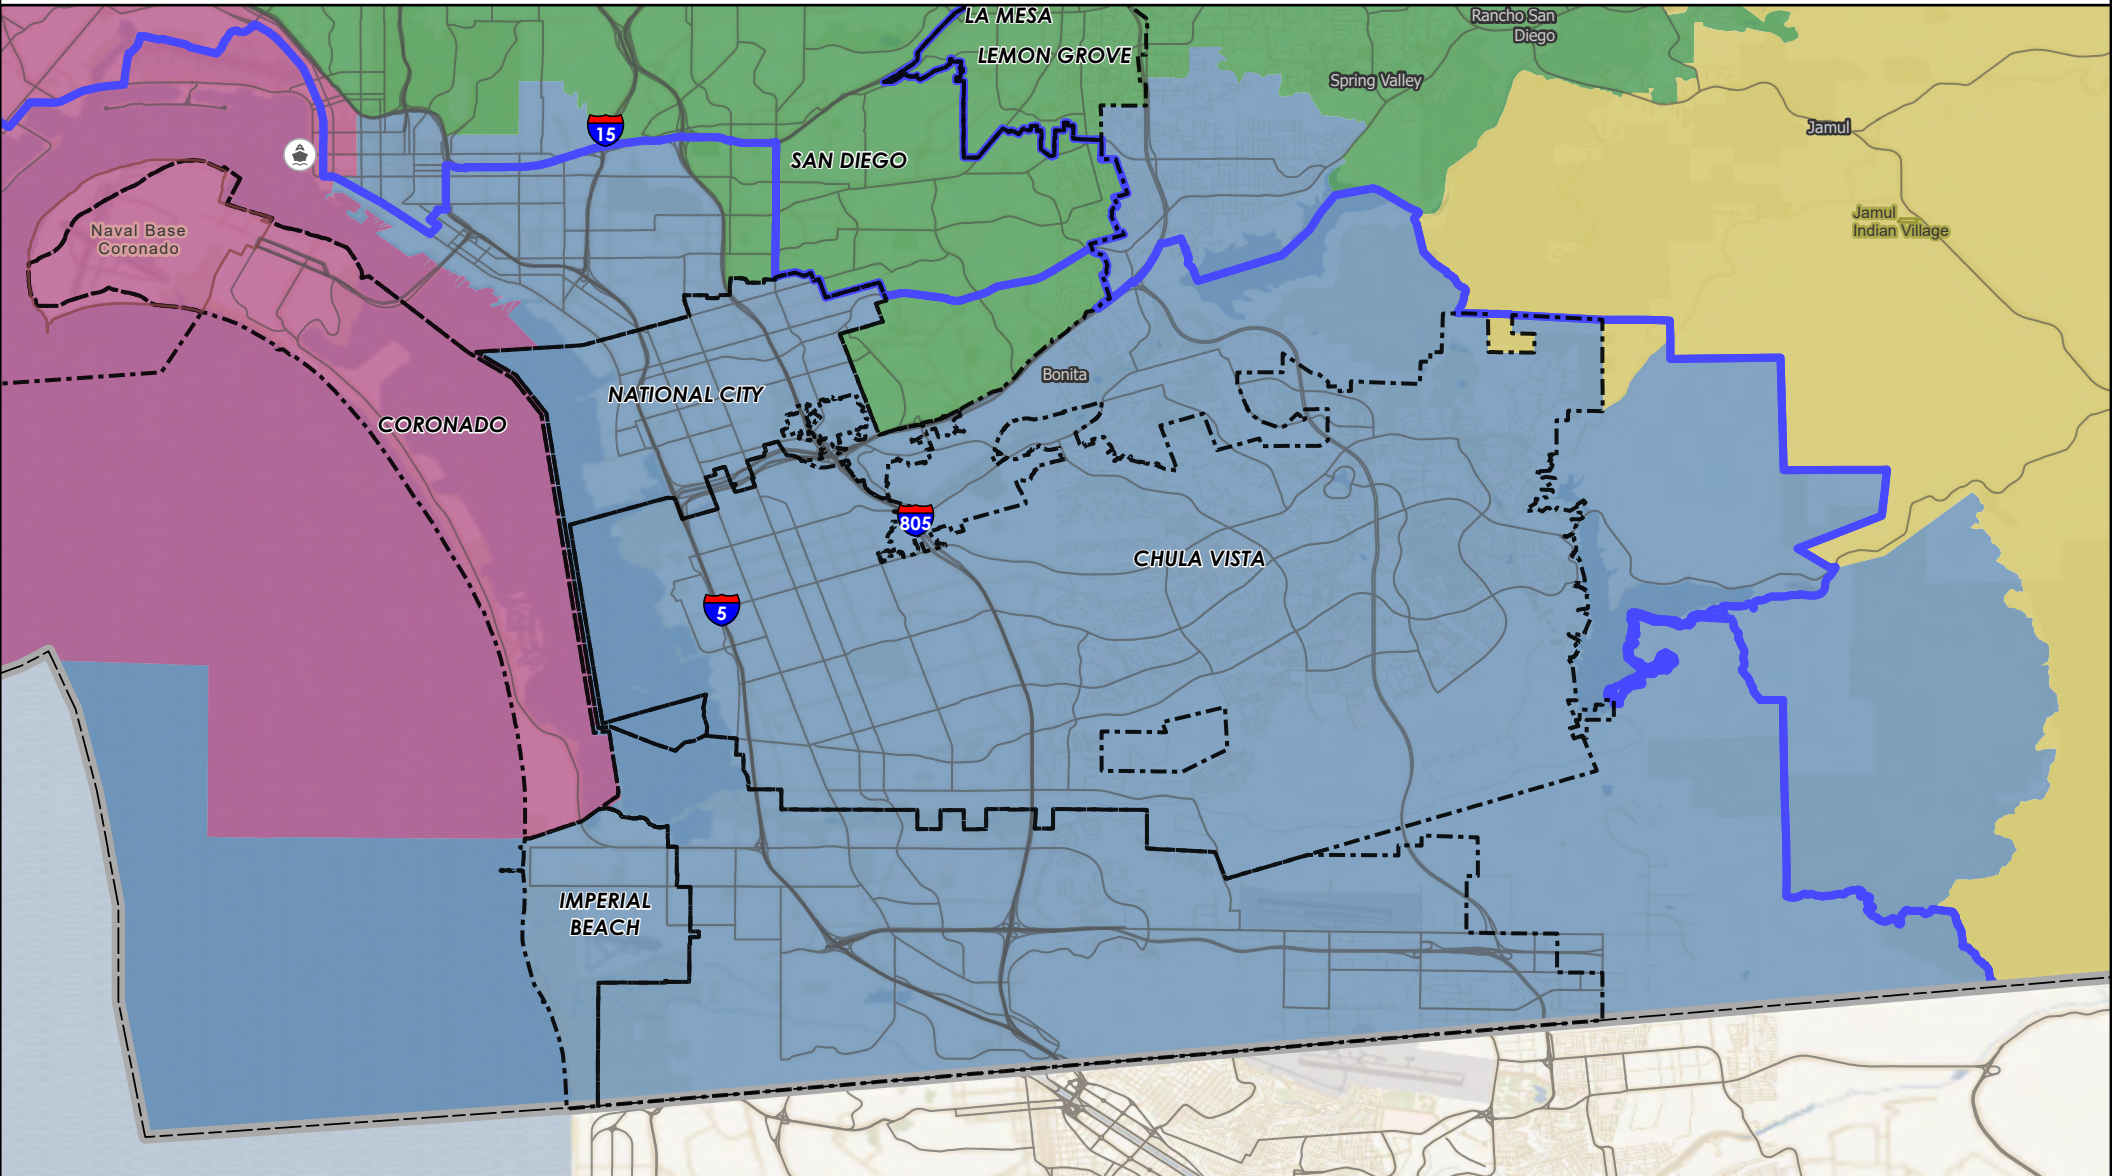 LA MESA
Rancho San
Diego
LEMON GROVE
Spring Valley
15
Jamul
SAN DIEGO
Jamul
Indian Village
Naval Base
Coronado
Bonita
NATIONAL CITY
CORONADO
805
CHULA VISTA
5
IMPERIAL
BEACH